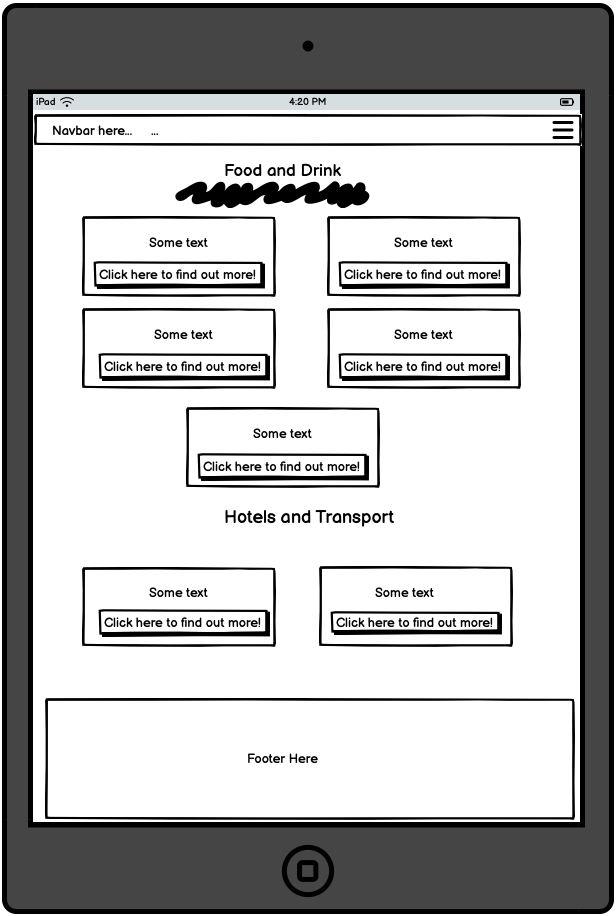 iPad 4:20 PM
Navbar here... ...
Food and Drink
Some text Some text
Click here to find out more! Click here to find out more!
Some text Some text
Click here to find out more! Click here to find out more!
Some text
Click here to find out more!
Hotels and Transport
Some text Some text
Click here to find out more! Click here to find out more!
Footer Here